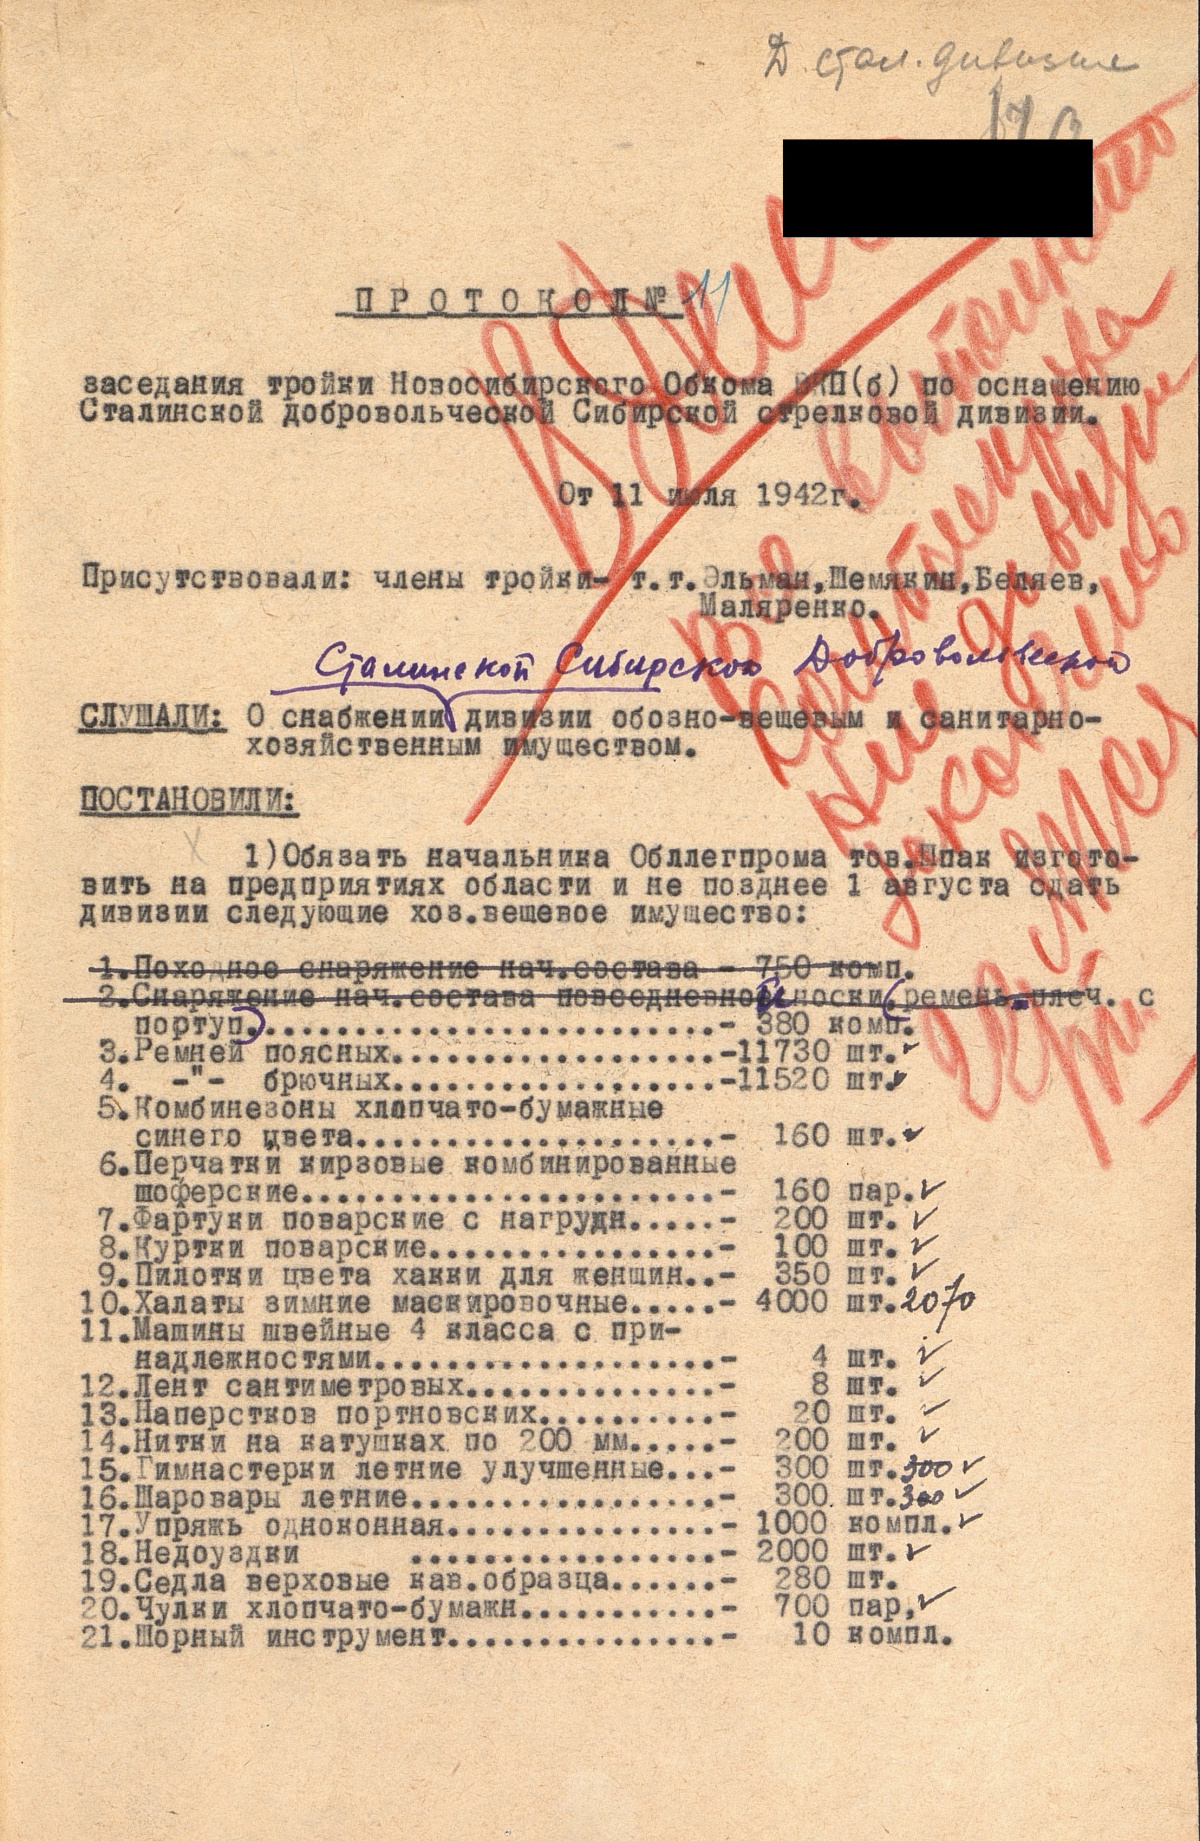 Д. стал. дивизия
ПРОТОКОЛ № 11
заседания тройки Новосибирского Обкома ВКП(б) по оснащению
Сталинской добровольческой Сибирской стрелковой дивизии.
От 11 июля 1942г.
Присутствовали: члены тройки- т.т.Эльман,Шемякин,Беляев,
Маляренко.
Сталинской Сибирской Добровольческой
СЛУШАЛИ: О снабжении дивизии обозно-вещевым и санитарно-
хозяйственным имуществом.
ПОСТАНОВИЛИ:
1)Обязать начальника Обллегпрома тов.Шпак изгото-
вить на предприятиях области и не позднее 1 августа сдать
дивизии следующие хоз.вещевое имущество:
1.Походное снаряжение нач.состава - 750 комп.
2.Снаряжение нач.состава повседневной носки(ремень плеч. с
портуп)..........................- 380 комп.
3.Ремней поясных..................-11730 шт.✓
4. -"- брючных..................-11520 шт.✓
5.Комбинезоны хлопчато-бумажные
синего цвета....................- 160 шт.✓
6.Перчатки кирзовые комбинированные
шоферские.......................- 160 пар.✓
7.Фартуки поварские с нагрудн.....- 200 шт.✓
8.Куртки поварские................- 100 шт.✓
9.Пилотки цвета хакки для женщин..- 350 шт.✓
10.Халаты зимние маскировочные.....- 4000 шт.2070
11.Машины швейные 4 класса с при-
надлежностями...................- 4 шт. ✓
12.Лент сантиметровых..............- 8 шт. ✓
13.Наперстков портновских..........- 20 шт. ✓
14.Нитки на катушках по 200 мм.....- 200 шт. ✓
15.Гимнастерки летние улучшенные...- 300 шт.300 ✓
16.Шаровары летние.................- 300 шт.300 ✓
17.Упряжь одноконная...............- 1000 компл.✓
18.Недоуздки .................- 2000 шт.✓
19.Седла верховые кав.образца......- 280 шт.
20.Чулки хлопчато-бумажн...........- 700 пар,✓
21.Шорный инструмент...............- 10 компл.